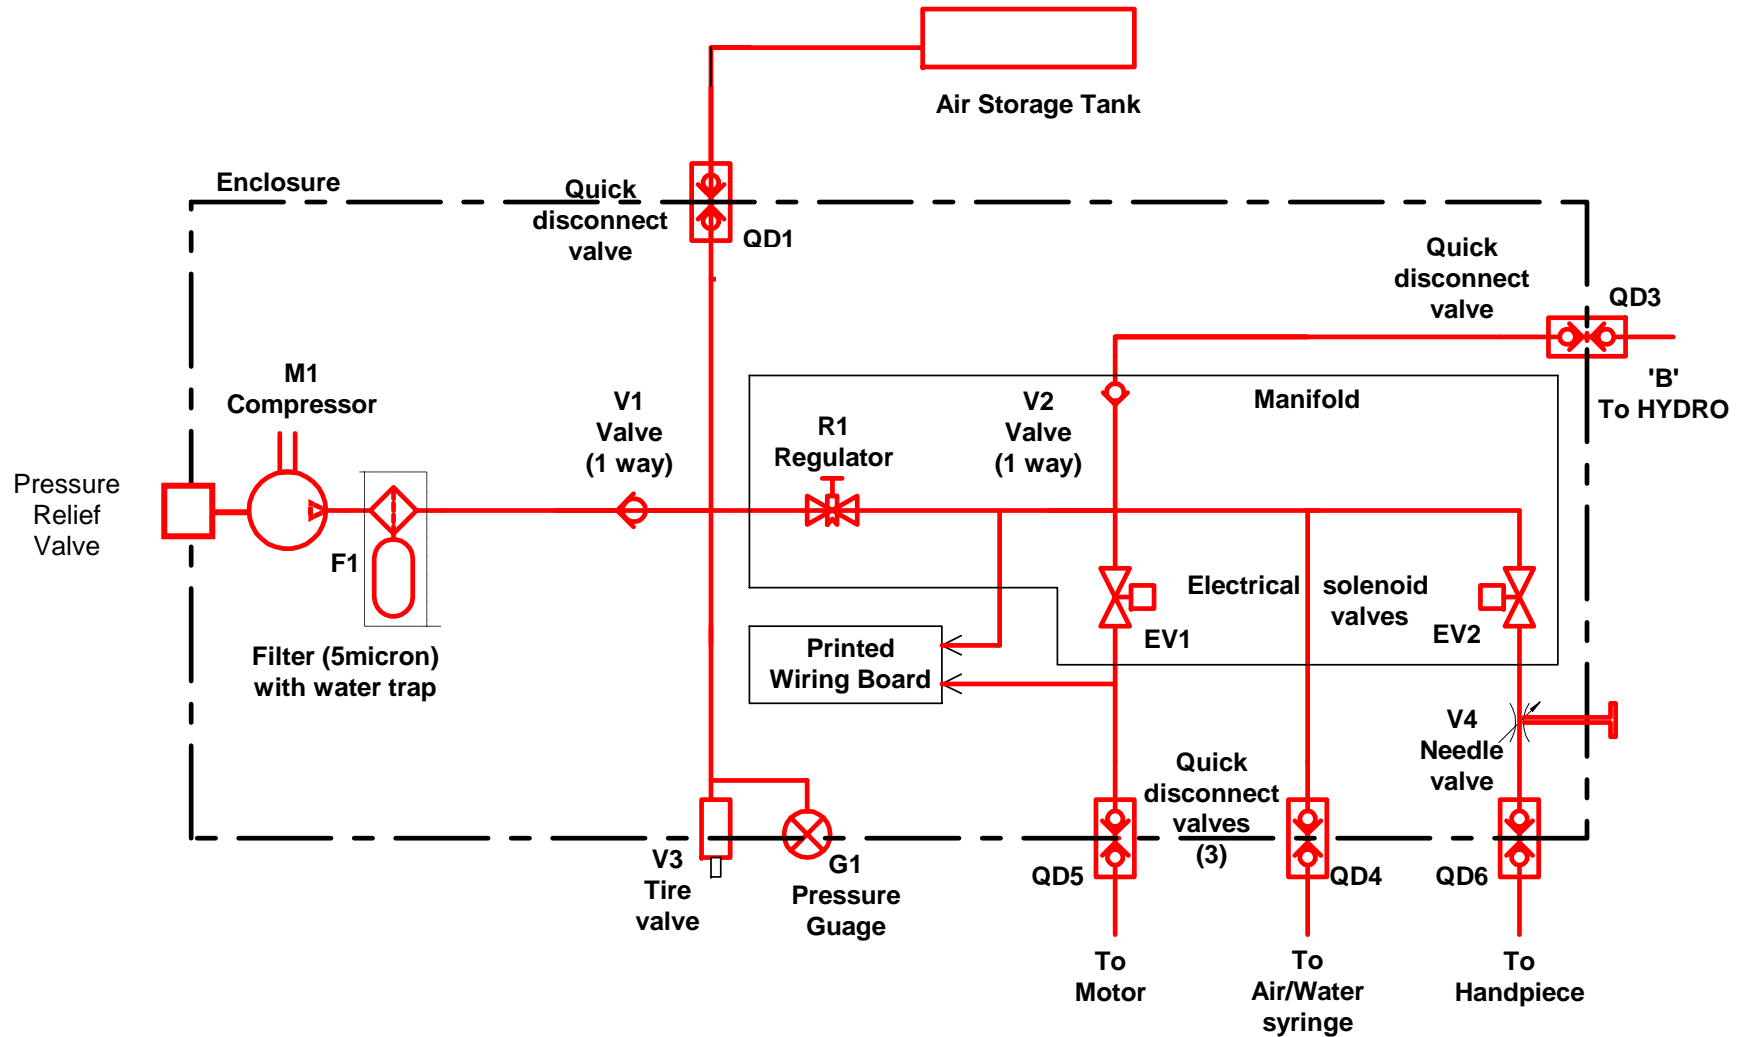 Air Storage Tank
Enclosure
Quick
disconnect
valve
QD1
Quick
disconnect
valve
QD3
'B'
To HYDRO
M1
Compressor
V1
Valve
(1 way)
R1
Regulator
V2
Valve
(1 way)
Manifold
Pressure
Relief
Valve
F1
Filter (5micron)
with water trap
Printed
Wiring Board
Electrical solenoid
valves
EV1
EV2
V4
Needle
valve
Quick
disconnect
valves
(3)
V3
Tire
valve
G1
Pressure
Guage
QD5
QD4
QD6
To
Motor
To
Air/Water
syringe
To
Handpiece